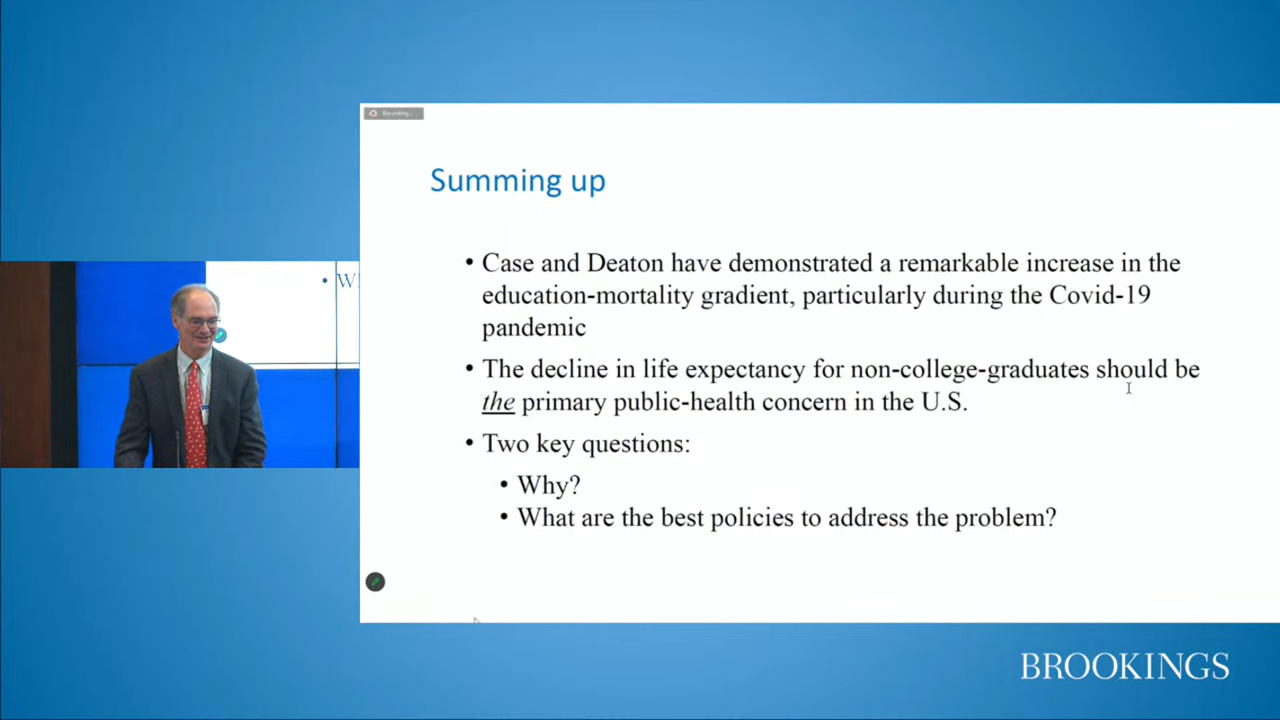 Recording...
Summing up
• Case and Deaton have demonstrated a remarkable increase in the
education-mortality gradient, particularly during the Covid-19
pandemic
• The decline in life expectancy for non-college-graduates should be
the primary public-health concern in the U.S.
• Two key questions:
• Why?
• What are the best policies to address the problem?
• W
BROOKINGS